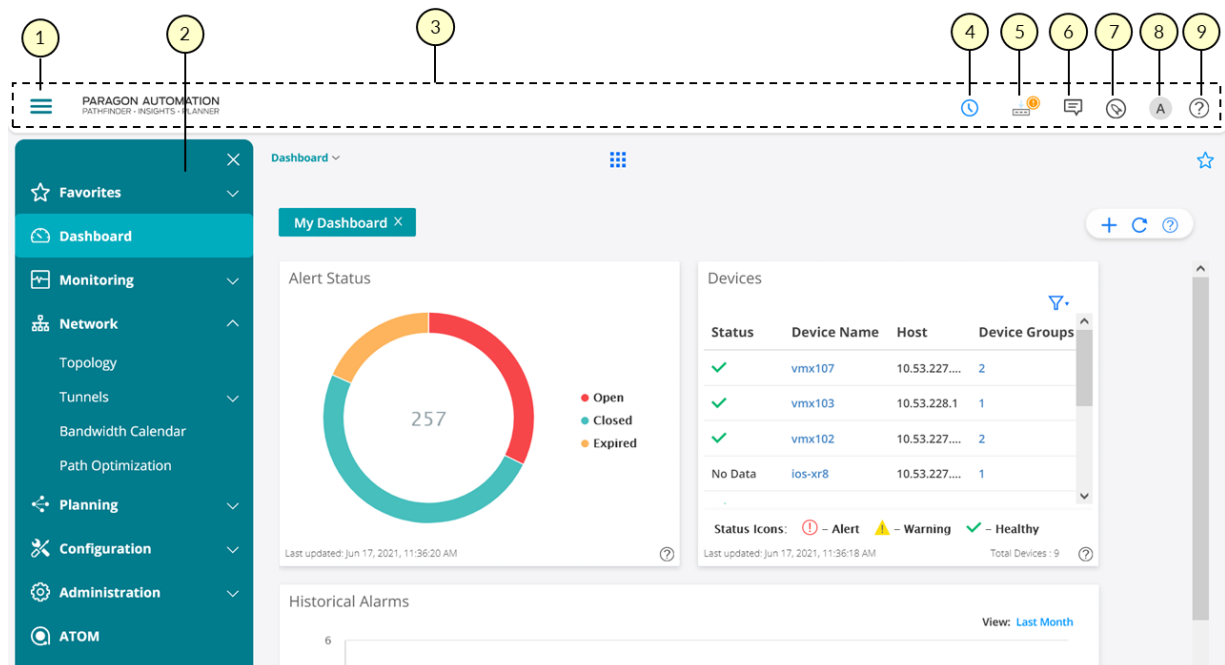 1 2 3 4 5 6 7 8 9
PARAGON AUTOMATION
PATHFINDER • INSIGHTS • PLANNER
A ?
Favorites
Dashboard
Monitoring
Network
Topology
Tunnels
Bandwidth Calendar
Path Optimization
Planning
Configuration
Administration
ATOM
Dashboard
My Dashboard ×
Alert Status
257
Open
Closed
Expired
Last updated: Jun 17, 2021, 11:36:20 AM
Devices
Status Device Name Host Device Groups
vmx107 10.53.227.... 2
vmx103 10.53.228.1 1
vmx102 10.53.227.... 2
No Data ios-xr8 10.53.227.... 1
Status Icons: – Alert – Warning – Healthy
Last updated: Jun 17, 2021, 11:36:18 AM Total Devices : 9
Historical Alarms
View: Last Month
6